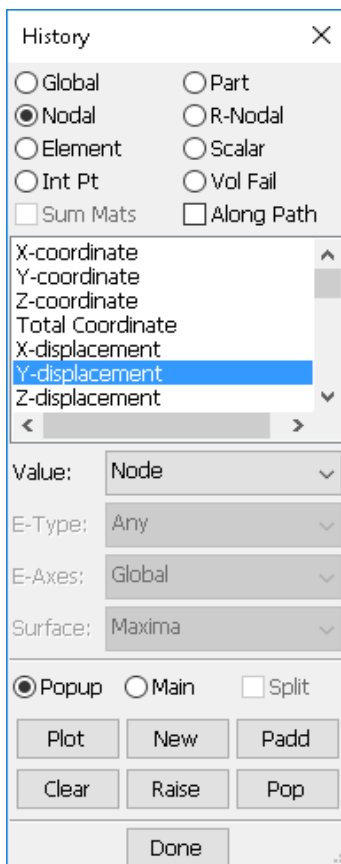 History
Global Part
Nodal R-Nodal
Element Scalar
Int Pt Vol Fail
Sum Mats Along Path
X-coordinate
Y-coordinate
Z-coordinate
Total Coordinate
X-displacement
Y-displacement
Z-displacement
Value: Node
E-Type: Any
E-Axes: Global
Surface: Maxima
Popup Main Split
Plot New Padd
Clear Raise Pop
Done